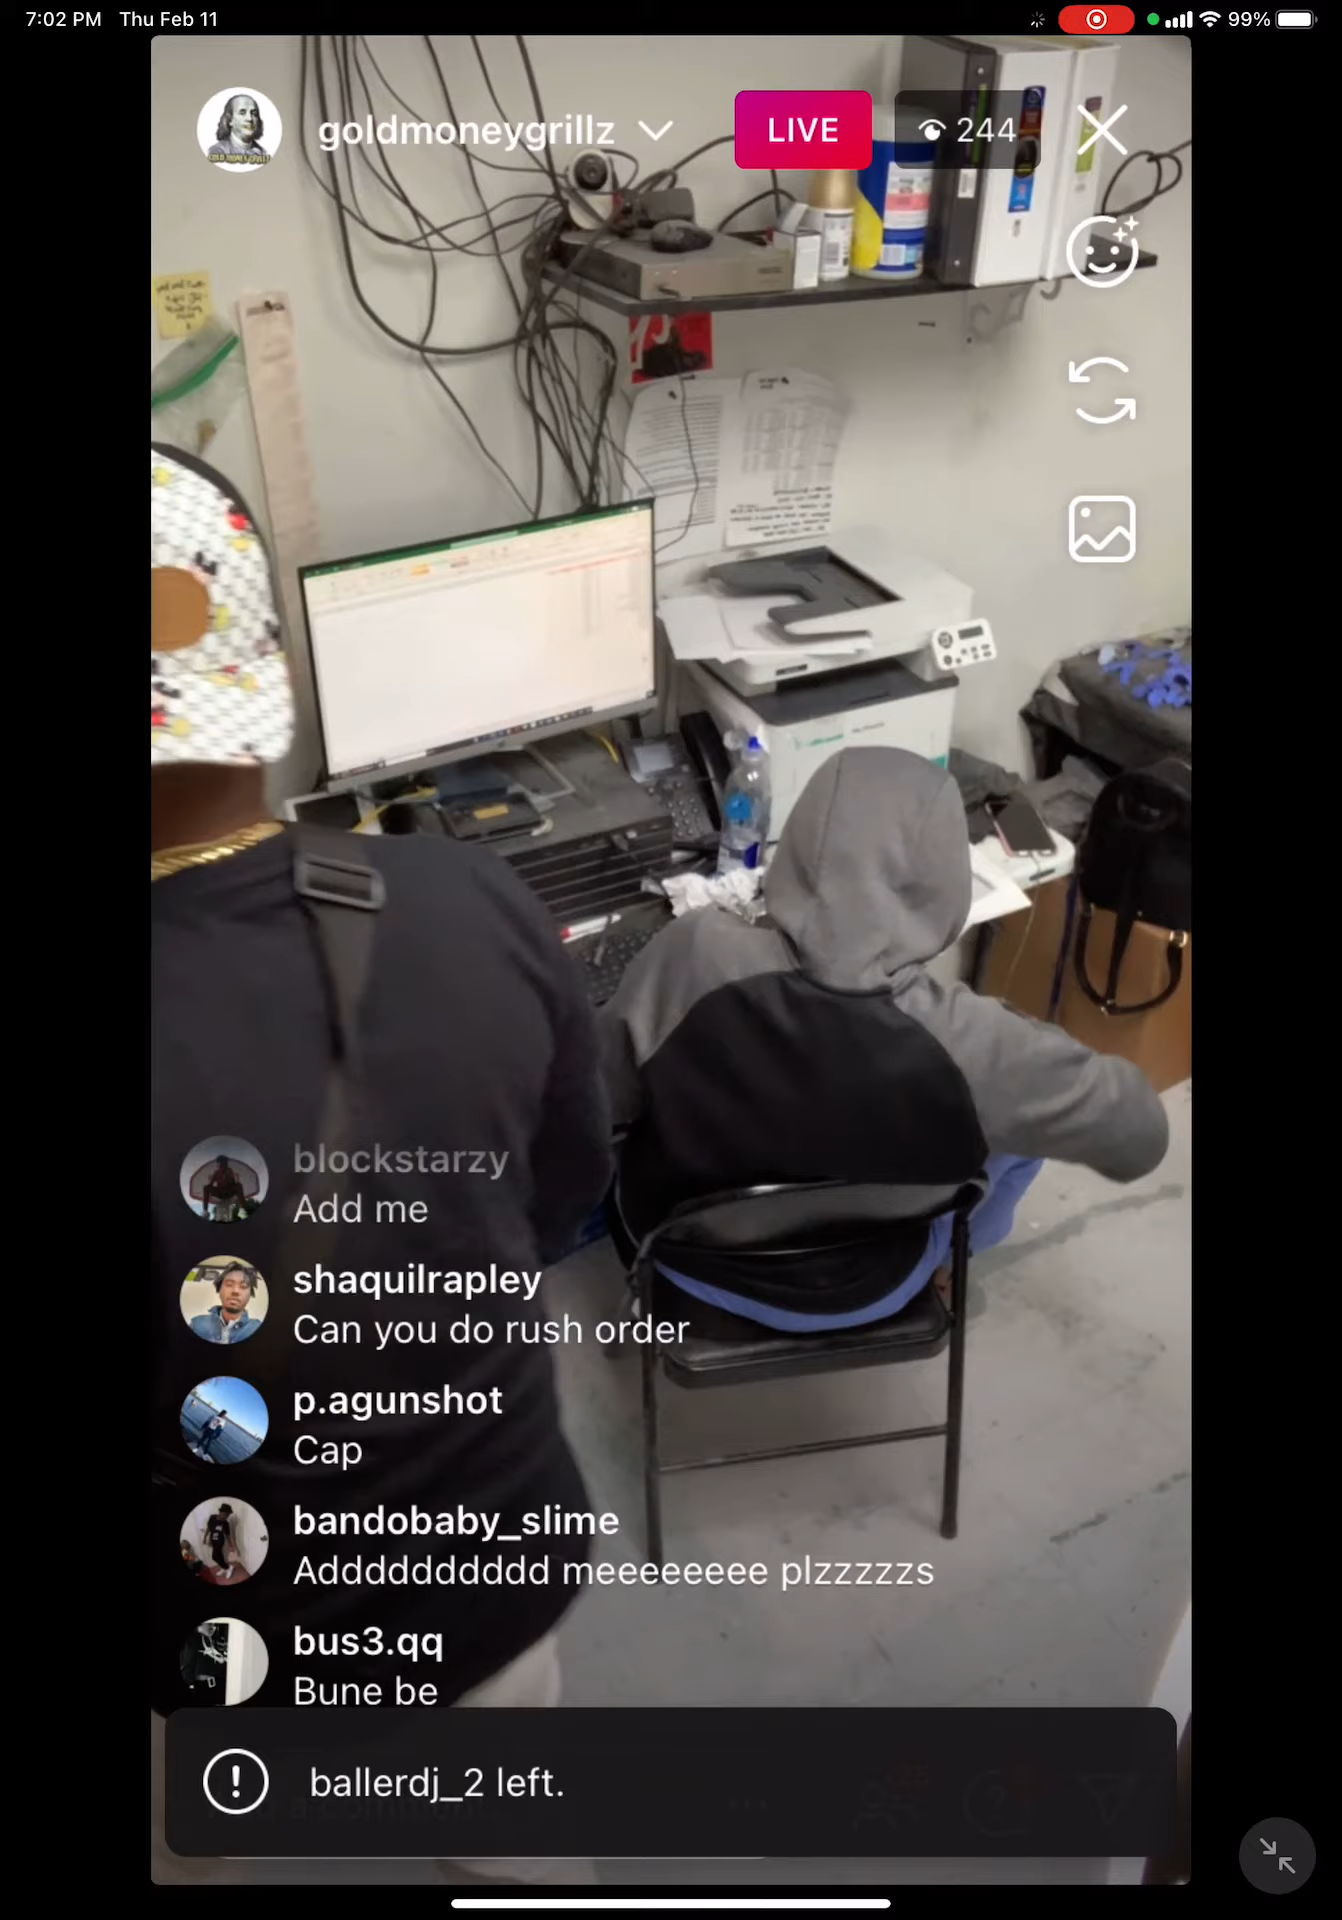 7:02 PM Thu Feb 11
99%
goldmoneygrillz
LIVE
244
blockstarzy
Add me
shaquilrapley
Can you do rush order
p.agunshot
Cap
bandobaby_slime
Adddddddddd meeeeeeee plzzzzzs
bus3.qq
Bune be
ballerdj_2 left.